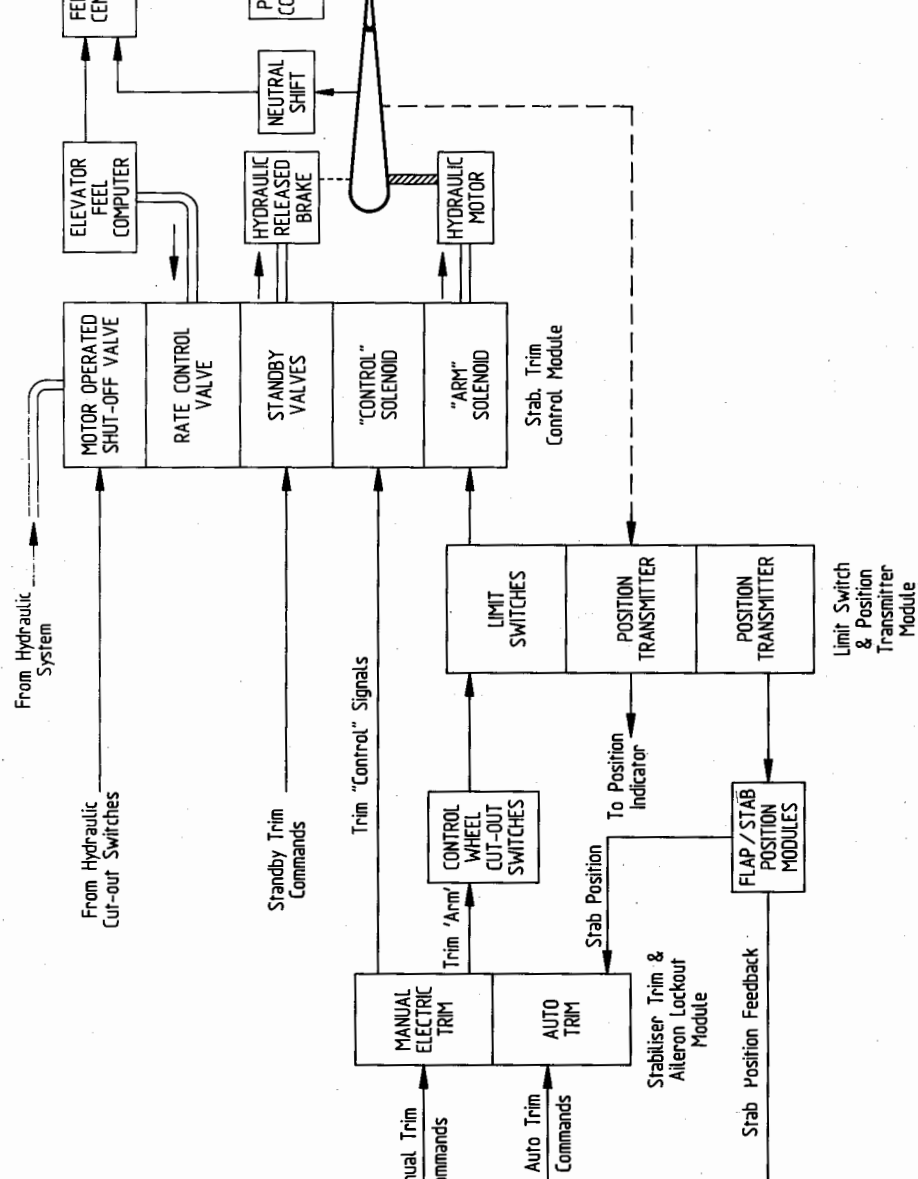 ELEVATOR
FEEL
COMPUTER
NEUTRAL
SHIFT
HYDRAULIC
RELEASED
BRAKE
HYDRAULIC
MOTOR
MOTOR OPERATED
SHUT-OFF VALVE
RATE CONTROL
VALVE
STANDBY
VALVES
"CONTROL"
SOLENOID
"ARM"
SOLENOID
Stab. Trim
Control Module
From Hydraulic
System
From Hydraulic
Cut-out Switches
Standby Trim
Commands
Trim "Control" Signals
LIMIT
SWITCHES
POSITION
TRANSMITTER
POSITION
TRANSMITTER
Limit Switch
& Position
Transmitter
Module
CONTROL
WHEEL
CUT-OUT
SWITCHES
To Position
Indicator
FLAP / STAB
POSITION
MODULES
Trim 'Arm'
Stab Position
MANUAL
ELECTRIC
TRIM
AUTO
TRIM
Stabiliser Trim &
Aileron Lockout
Module
Stab Position Feedback
Trim
Auto Trim
Commands